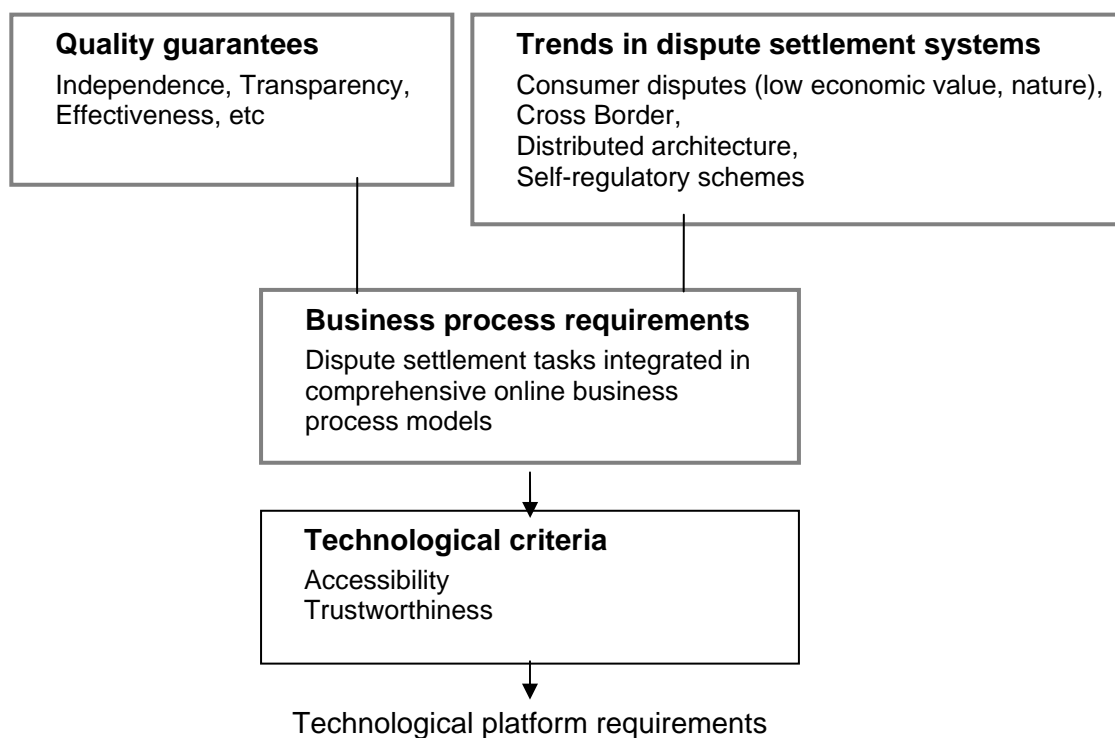 Quality guarantees
Independence, Transparency,
Effectiveness, etc
Trends in dispute settlement systems
Consumer disputes (low economic value, nature),
Cross Border,
Distributed architecture,
Self-regulatory schemes
Business process requirements
Dispute settlement tasks integrated in
comprehensive online business
process models
Technological criteria
Accessibility
Trustworthiness
Technological platform requirements